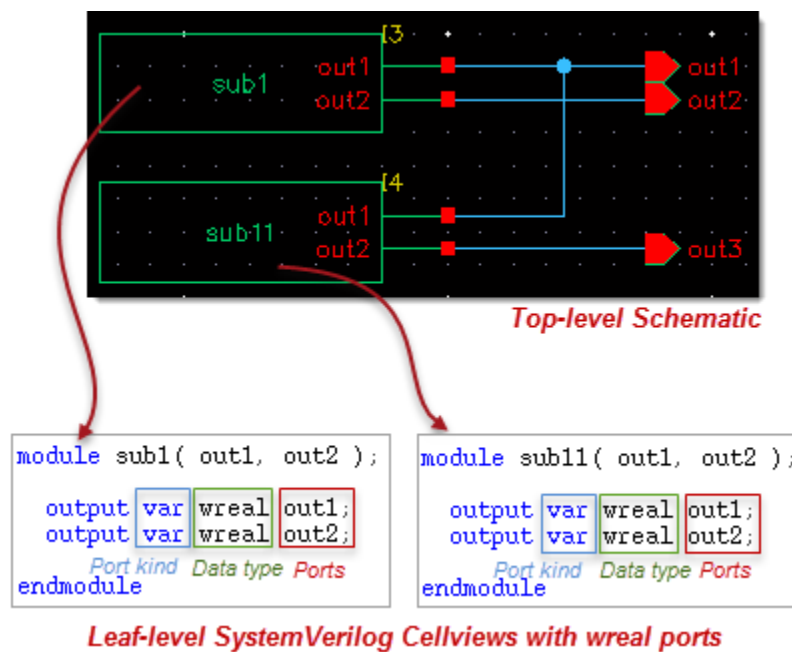 [3
sub1
out1
out2
out1
out2
[4
sub11
out1
out2
out3
Top-level Schematic
module sub1( out1, out2 );
output var wreal out1;
output var wreal out2;
Port kind Data type Ports
endmodule
module sub11( out1, out2 );
output var wreal out1;
output var wreal out2;
Port kind Data type Ports
endmodule
Leaf-level SystemVerilog Cellviews with wreal ports